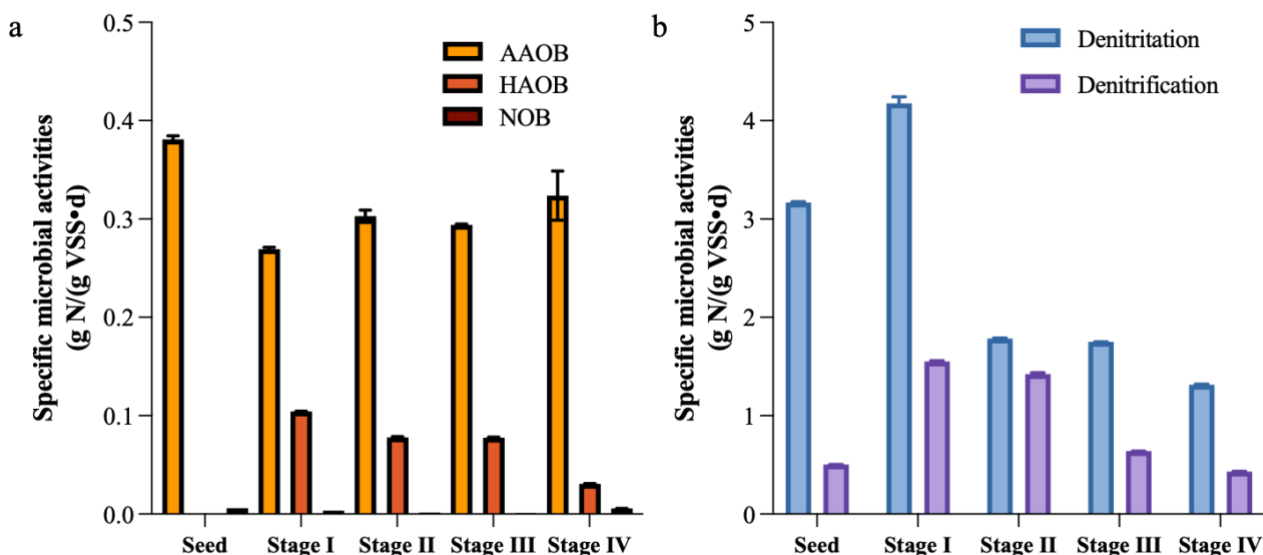 a
Specific microbial activities
(g N/(g VSS•d)
0.5
0.4
0.3
0.2
0.1
0.0
AAOB
HAOB
NOB
Seed Stage I Stage II Stage III Stage IV
b
Specific microbial activities
(g N/(g VSS•d)
5
4
3
2
1
0
Denitritation
Denitrification
Seed Stage I Stage II Stage III Stage IV